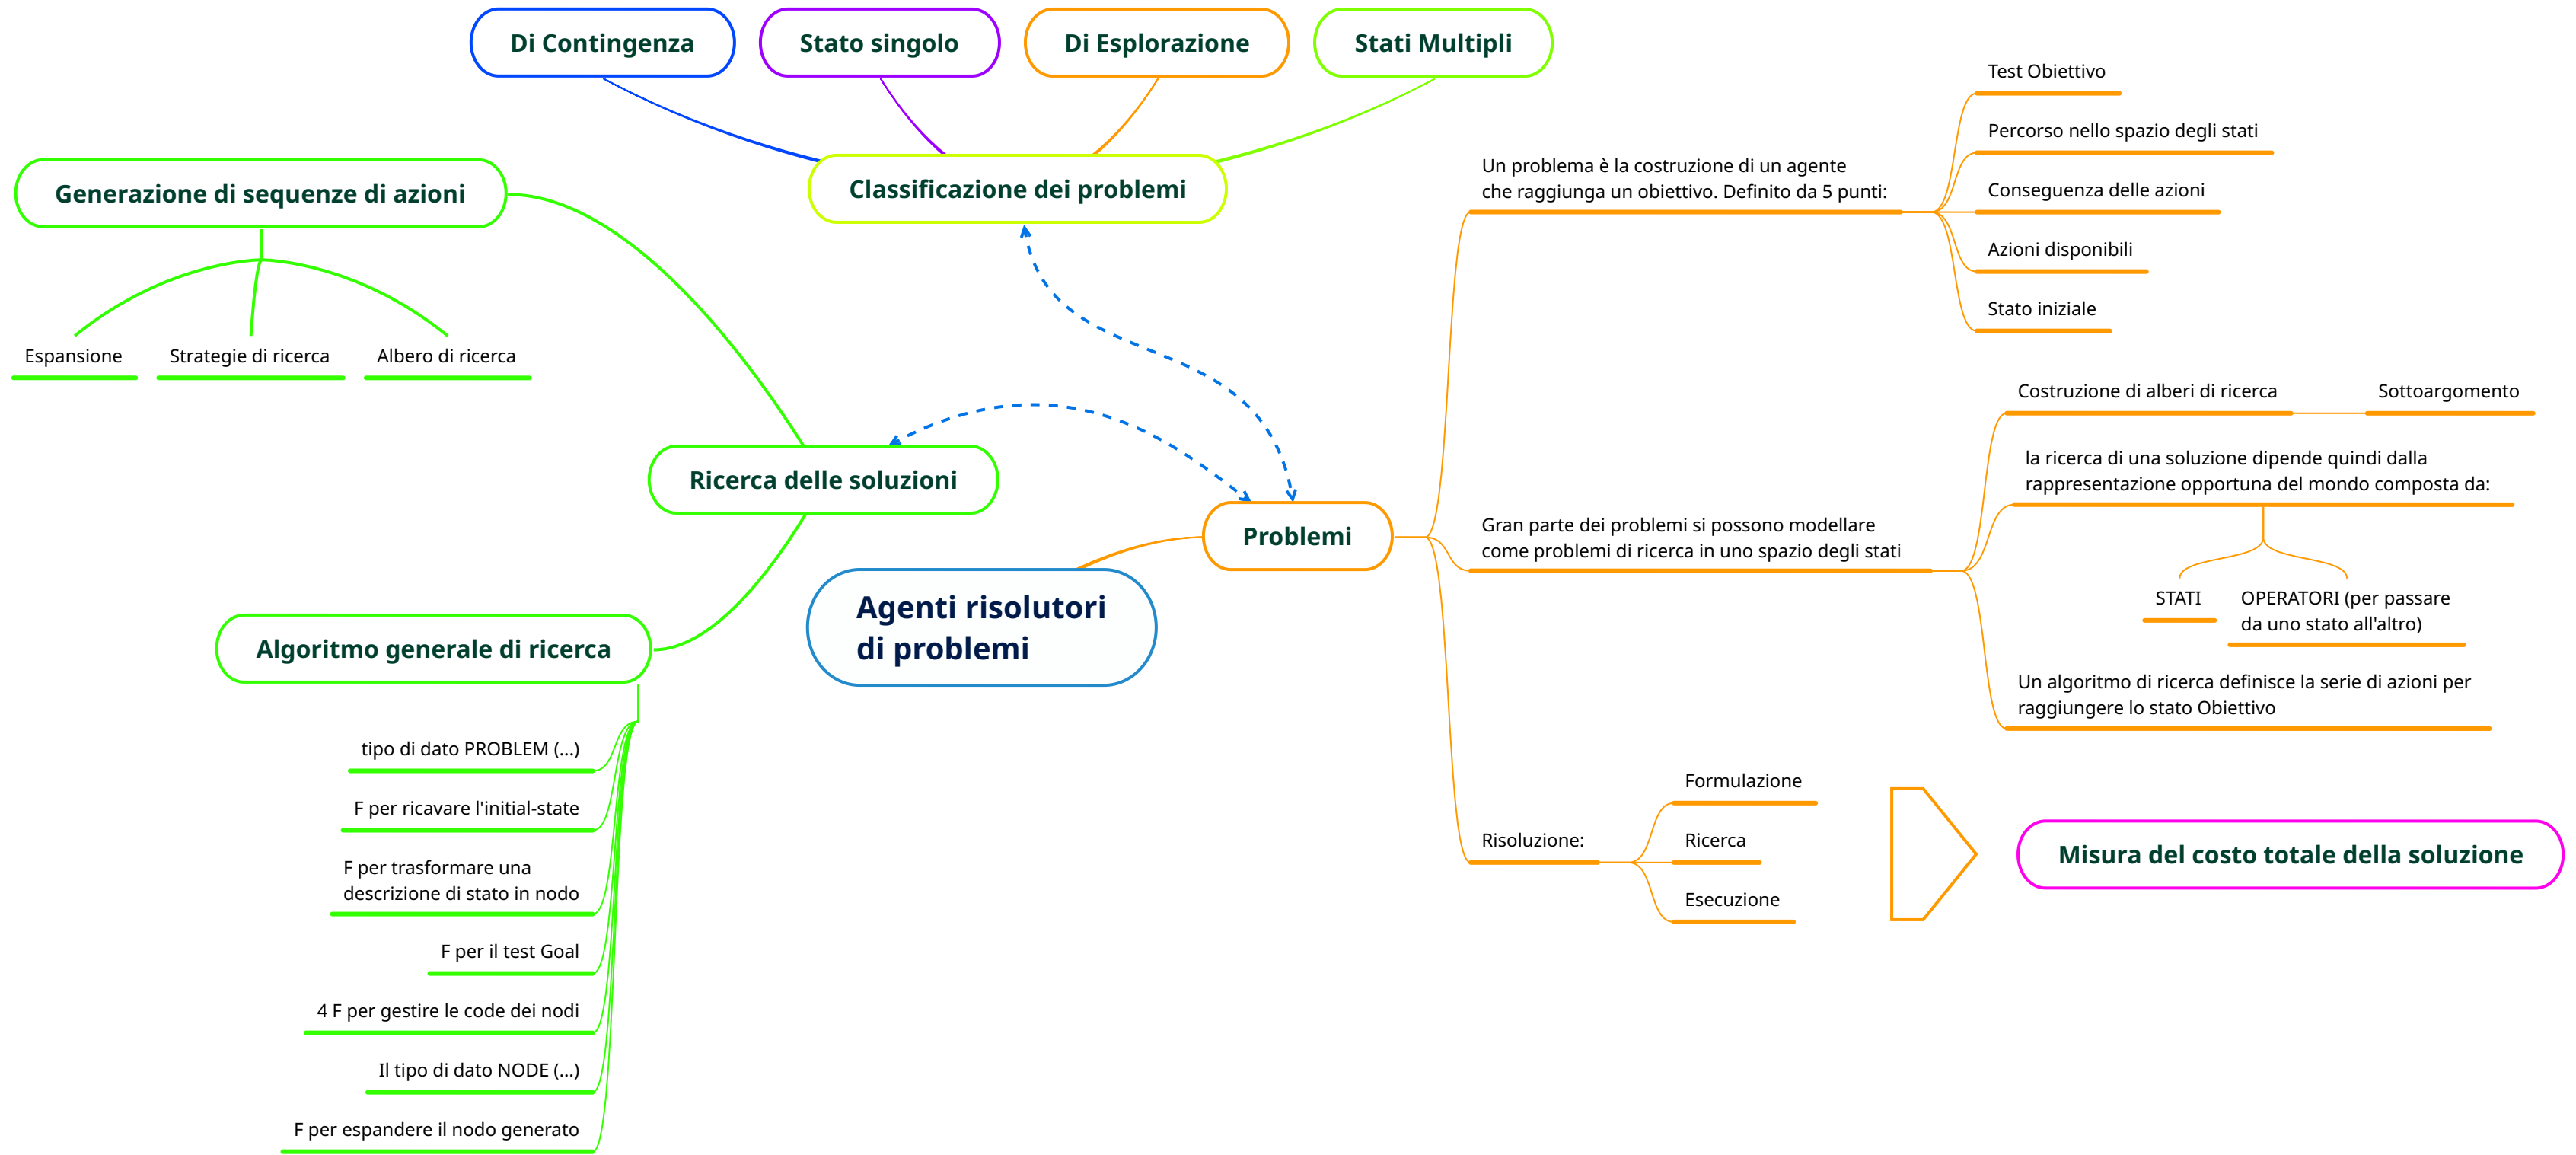 Di Contingenza
Stato singolo
Di Esplorazione
Stati Multipli
Classificazione dei problemi
Generazione di sequenze di azioni
Espansione
Strategie di ricerca
Albero di ricerca
Ricerca delle soluzioni
Algoritmo generale di ricerca
tipo di dato PROBLEM (...)
F per ricavare l'initial-state
F per trasformare una
descrizione di stato in nodo
F per il test Goal
4 F per gestire le code dei nodi
Il tipo di dato NODE (...)
F per espandere il nodo generato
Agenti risolutori
di problemi
Problemi
Un problema è la costruzione di un agente
che raggiunga un obiettivo. Definito da 5 punti:
Test Obiettivo
Percorso nello spazio degli stati
Conseguenza delle azioni
Azioni disponibili
Stato iniziale
Gran parte dei problemi si possono modellare
come problemi di ricerca in uno spazio degli stati
Costruzione di alberi di ricerca
Sottoargomento
la ricerca di una soluzione dipende quindi dalla
rappresentazione opportuna del mondo composta da:
STATI
OPERATORI (per passare
da uno stato all'altro)
Un algoritmo di ricerca definisce la serie di azioni per
raggiungere lo stato Obiettivo
Risoluzione:
Formulazione
Ricerca
Esecuzione
Misura del costo totale della soluzione